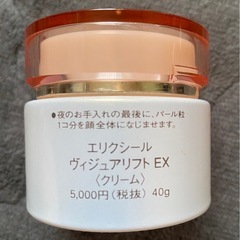 ●夜のお手入れの最後に、パール粒
1コ分を顔全体になじませます。
エリクシール
ヴィジュアリフト EX
〈クリーム〉
5,000円（税抜）40g